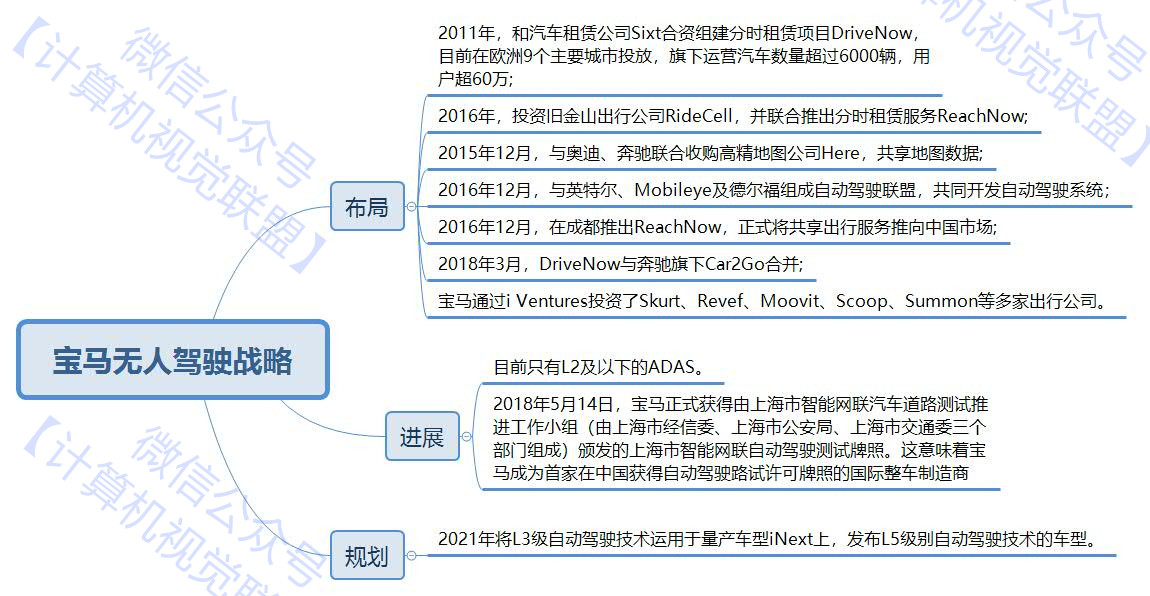 2011年，和汽车租赁公司Sixt合资组建分时租赁项目DriveNow，
目前在欧洲9个主要城市投放，旗下运营汽车数量超过6000辆，用
户超60万;
2016年，投资旧金山出行公司RideCell，并联合推出分时租赁服务ReachNow;
2015年12月，与奥迪、奔驰联合收购高精地图公司Here，共享地图数据;
布局
2016年12月，与英特尔、Mobileye及德尔福组成自动驾驶联盟，共同开发自动驾驶系统；
2016年12月，在成都推出ReachNow，正式将共享出行服务推向中国市场;
2018年3月，DriveNow与奔驰旗下Car2Go合并;
宝马通过i Ventures投资了Skurt、Revef、Moovit、Scoop、Summon等多家出行公司。
宝马无人驾驶战略
目前只有L2及以下的ADAS。
进展
2018年5月14日，宝马正式获得由上海市智能网联汽车道路测试推
进工作小组（由上海市经信委、上海市公安局、上海市交通委三个
部门组成）颁发的上海市智能网联自动驾驶测试牌照。这意味着宝
马成为首家在中国获得自动驾驶路试许可牌照的国际整车制造商
规划
2021年将L3级自动驾驶技术运用于量产车型iNext上，发布L5级别自动驾驶技术的车型。
微信公众号
【计算机视觉联盟】
公众号
算机视觉联盟】
微信公众号
【计算机视觉联